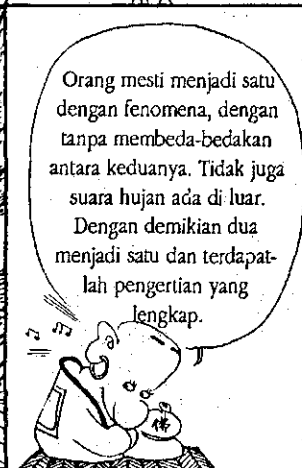 Orang mesti menjadi satu
dengan fenomena, dengan
tanpa membeda-bedakan
antara keduanya. Tidak juga
suara hujan ada di luar.
Dengan demikian dua
menjadi satu dan terdapat-
lah pengertian yang
lengkap.
佛